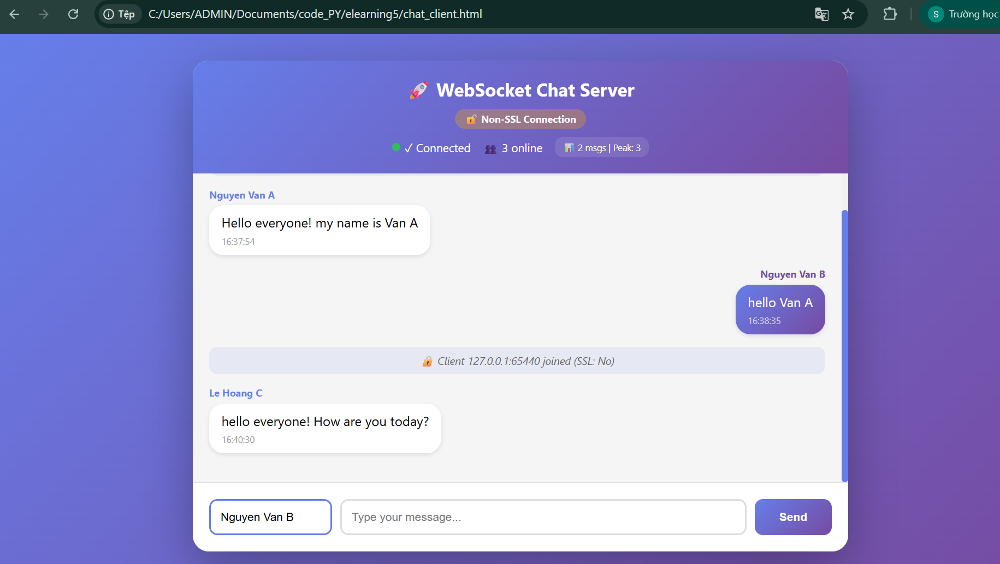 Tệp C:/Users/ADMIN/Documents/code_PY/elearning5/chat_client.html
S Trường học
🚀 WebSocket Chat Server
🔓 Non-SSL Connection
✓ Connected 👥 3 online 📊 2 msgs | Peak: 3
Nguyen Van A
Hello everyone! my name is Van A
16:37:54
Nguyen Van B
hello Van A
16:38:35
🔒 Client 127.0.0.1:65440 joined (SSL: No)
Le Hoang C
hello everyone! How are you today?
16:40:30
Nguyen Van B
Type your message...
Send